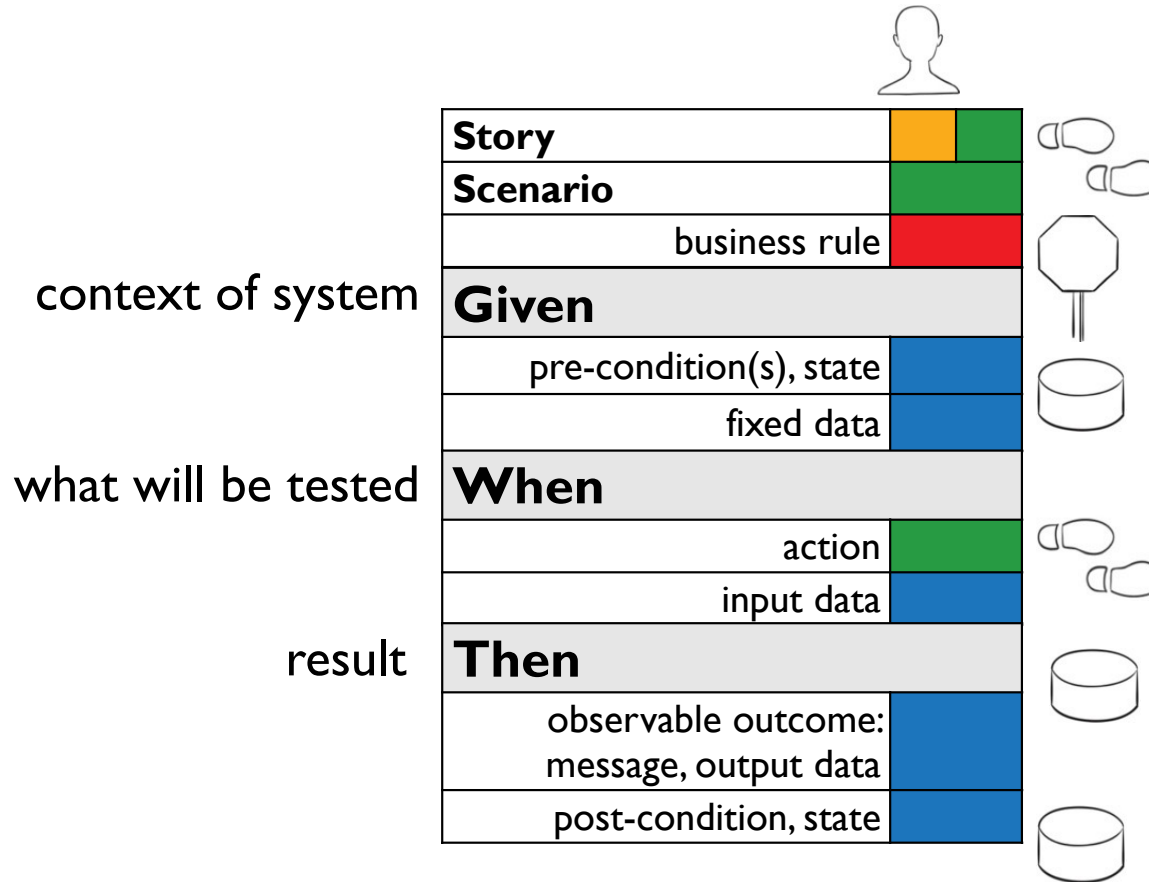 Story
Scenario
business rule
context of system
Given
pre-condition(s), state
fixed data
what will be tested
When
action
input data
result
Then
observable outcome:
message, output data
post-condition, state